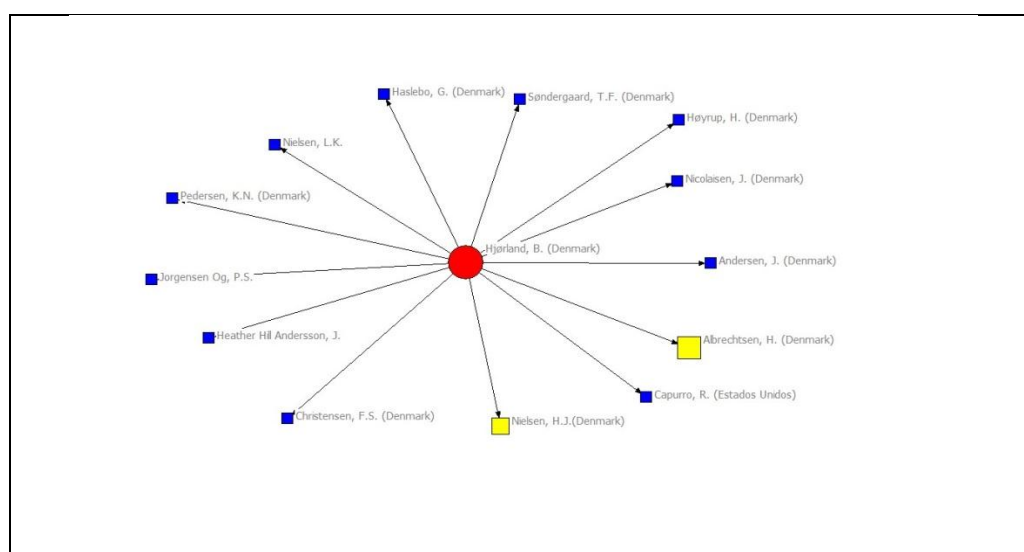 Haslebo, G. (Denmark)
Søndergaard, T.F. (Denmark)
Høyrup, H. (Denmark)
Nielsen, L.K.
Nicolaisen, J. (Denmark)
Pedersen, K.N. (Denmark)
Hjørland, B. (Denmark)
Andersen, J. (Denmark)
Jorgensen Og, P.S.
Heather Hil Andersson, J.
Albrechtsen, H. (Denmark)
Capurro, R. (Estados Unidos)
Christensen, F.S. (Denmark)
Nielsen, H.J.(Denmark)